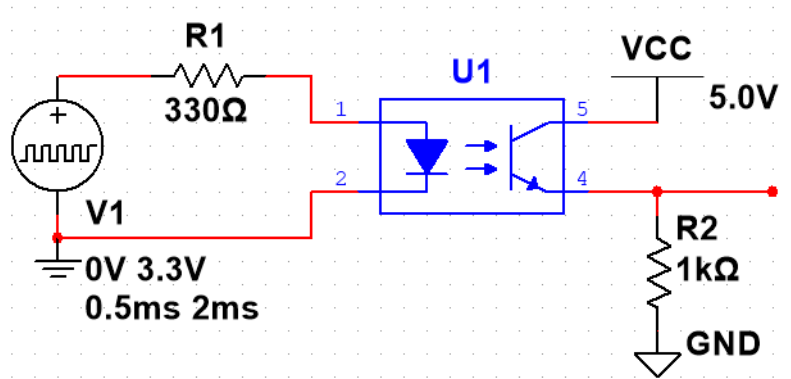 R1
330Ω
U1
VCC
5.0V
1
5
2
4
V1
0V 3.3V
0.5ms 2ms
R2
1kΩ
GND